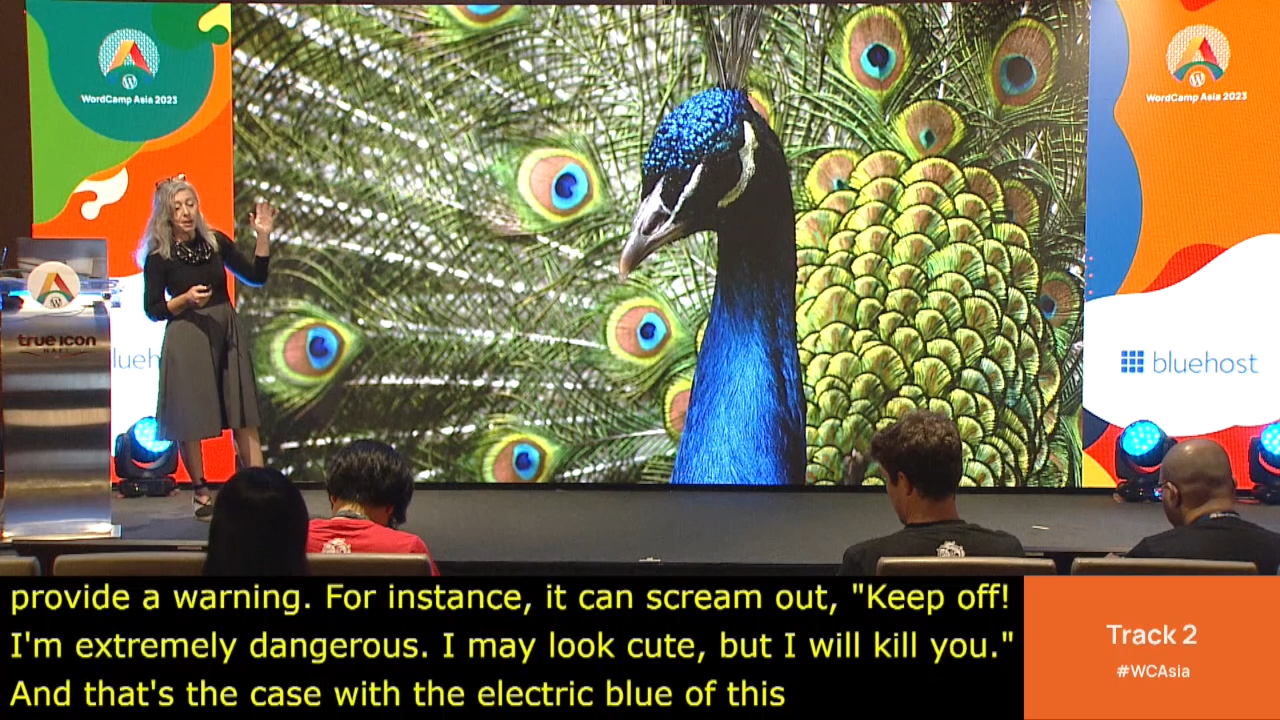 WordCamp Asia 2023
WordCamp Asia 2023
true icon
HALL
lueh
bluehost
provide a warning. For instance, it can scream out, "Keep off!
I'm extremely dangerous. I may look cute, but I will kill you."
And that's the case with the electric blue of this
Track 2
#WCAsia